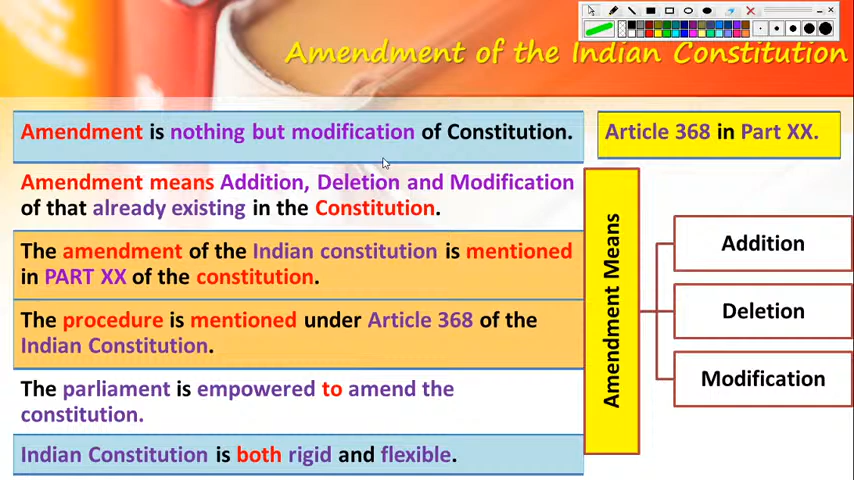 Amendment of the Indian Constitution
Amendment is nothing but modification of Constitution.
Article 368 in Part XX.
Amendment means Addition, Deletion and Modification
of that already existing in the Constitution.
The amendment of the Indian constitution is mentioned
in PART XX of the constitution.
The procedure is mentioned under Article 368 of the
Indian Constitution.
The parliament is empowered to amend the
constitution.
Indian Constitution is both rigid and flexible.
Amendment Means
Addition
Deletion
Modification